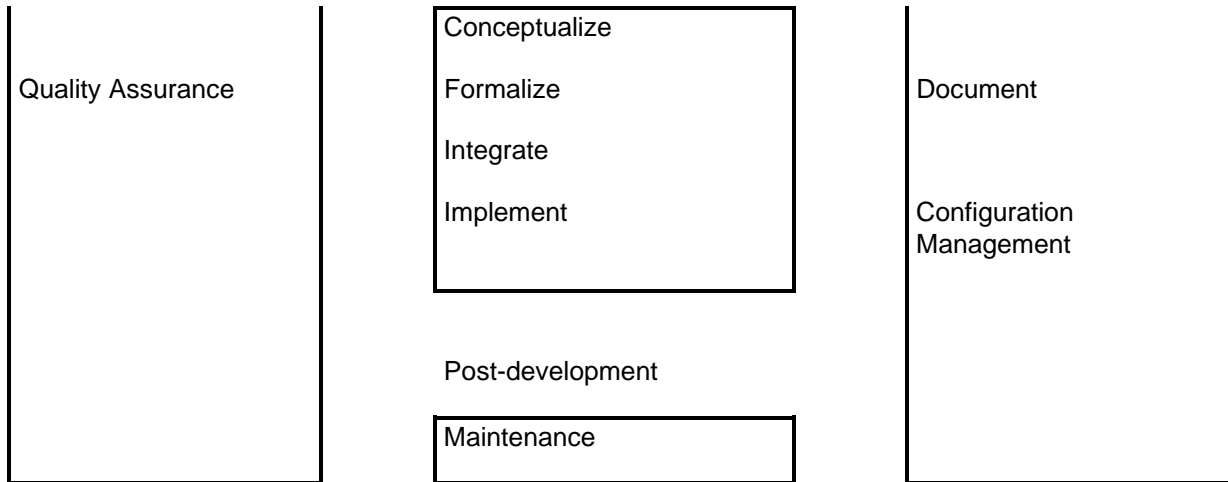 Quality Assurance
Conceptualize
Formalize
Integrate
Implement
Post-development
Maintenance
Document
Configuration
Management